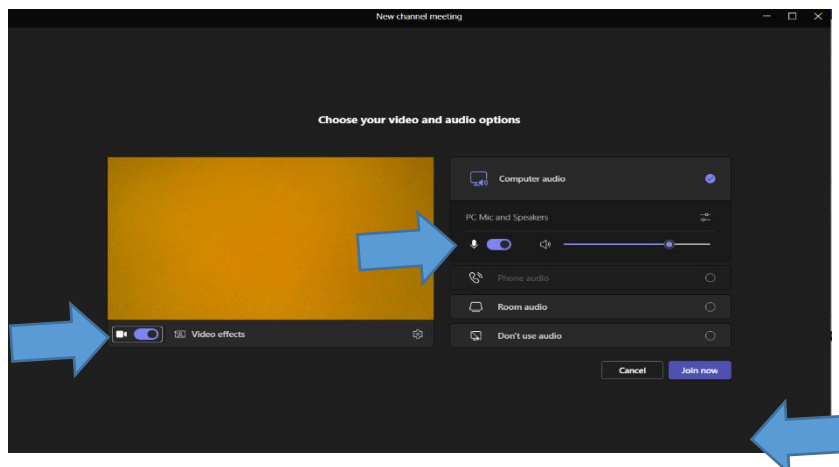 New channel meeting
Choose your video and audio options
Computer audio
PC Mic and Speakers
Phone audio
Room audio
Video effects
Don't use audio
Cancel Join now